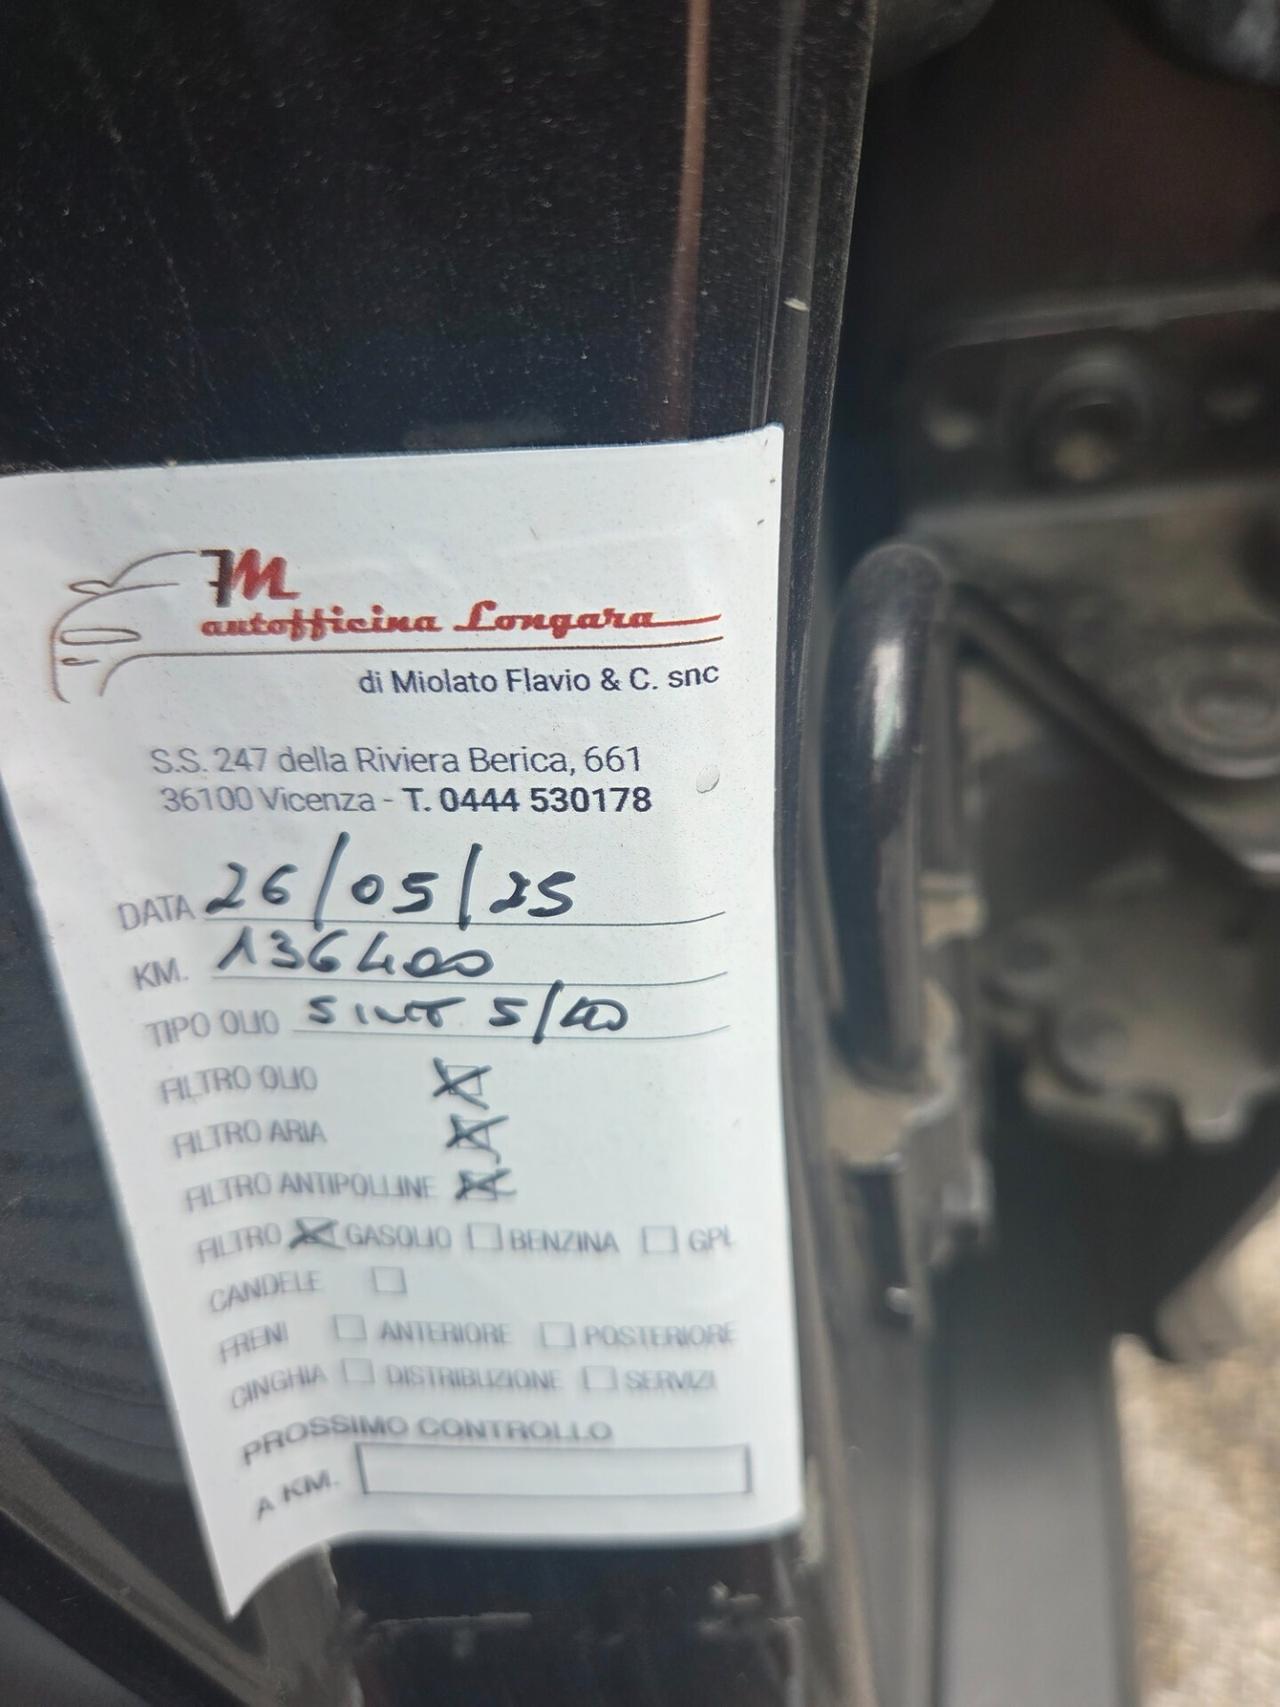 FM
autofficina Longara
di Miolato Flavio & C. snc
S.S. 247 della Riviera Berica, 661
36100 Vicenza - T. 0444 530178
DATA 26/05/25
KM. 136400
TIPO OLIO SINT 5/40
FILTRO OLIO
FILTRO ARIA
FILTRO ANTIPOLLINE
FILTRO GASOLIO BENZINA GPL
CANDELE
FRENI ANTERIORE POSTERIORE
CINGHIA DISTRIBUZIONE SERVIZI
PROSSIMO CONTROLLO
A KM.